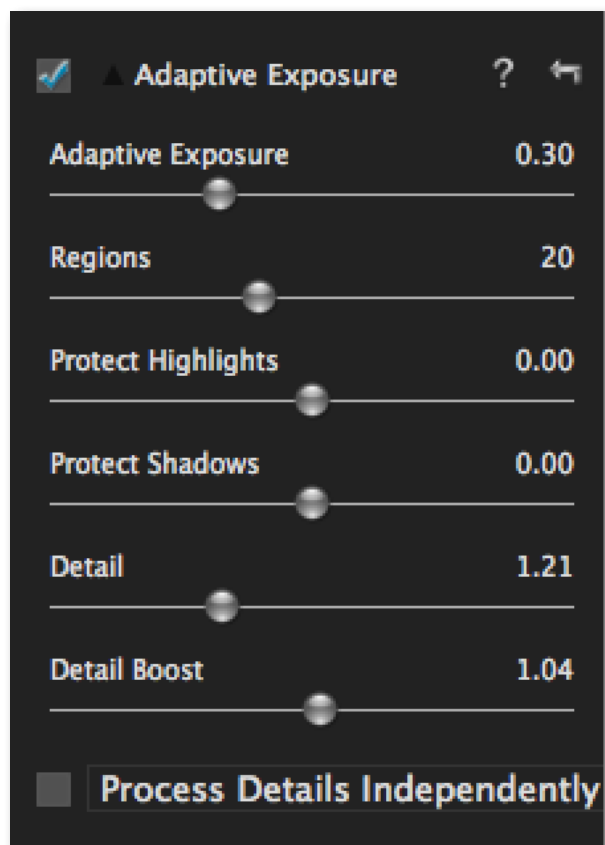 Adaptive Exposure ?
Adaptive Exposure 0.30
Regions 20
Protect Highlights 0.00
Protect Shadows 0.00
Detail 1.21
Detail Boost 1.04
Process Details Independently